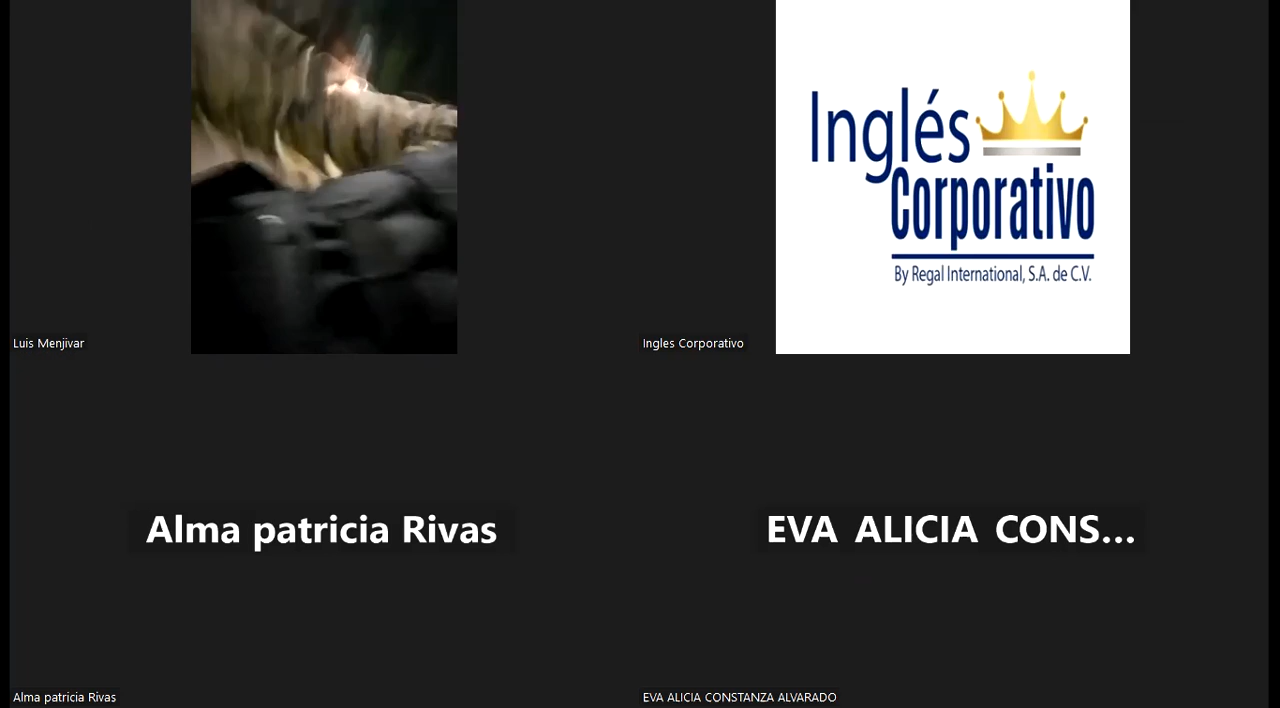 Inglés
Corporativo
By Regal International, S.A. de C.V.
Luis Menjivar
Ingles Corporativo
Alma patricia Rivas
EVA ALICIA CONS...
Alma patricia Rivas
EVA ALICIA CONSTANZA ALVARADO